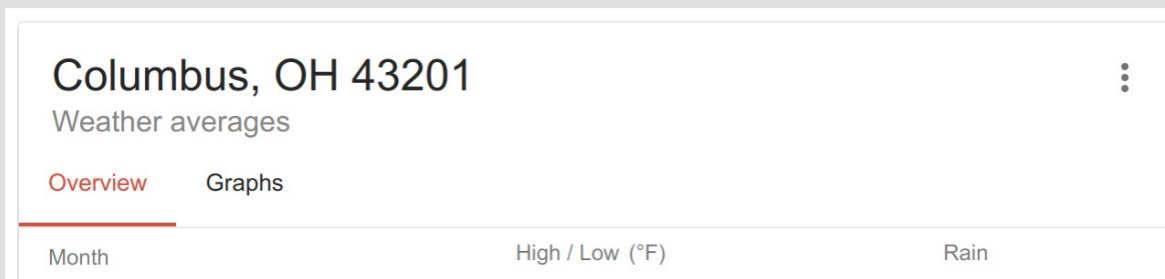 Columbus, OH 43201
Weather averages
Overview Graphs
Month High / Low (°F) Rain